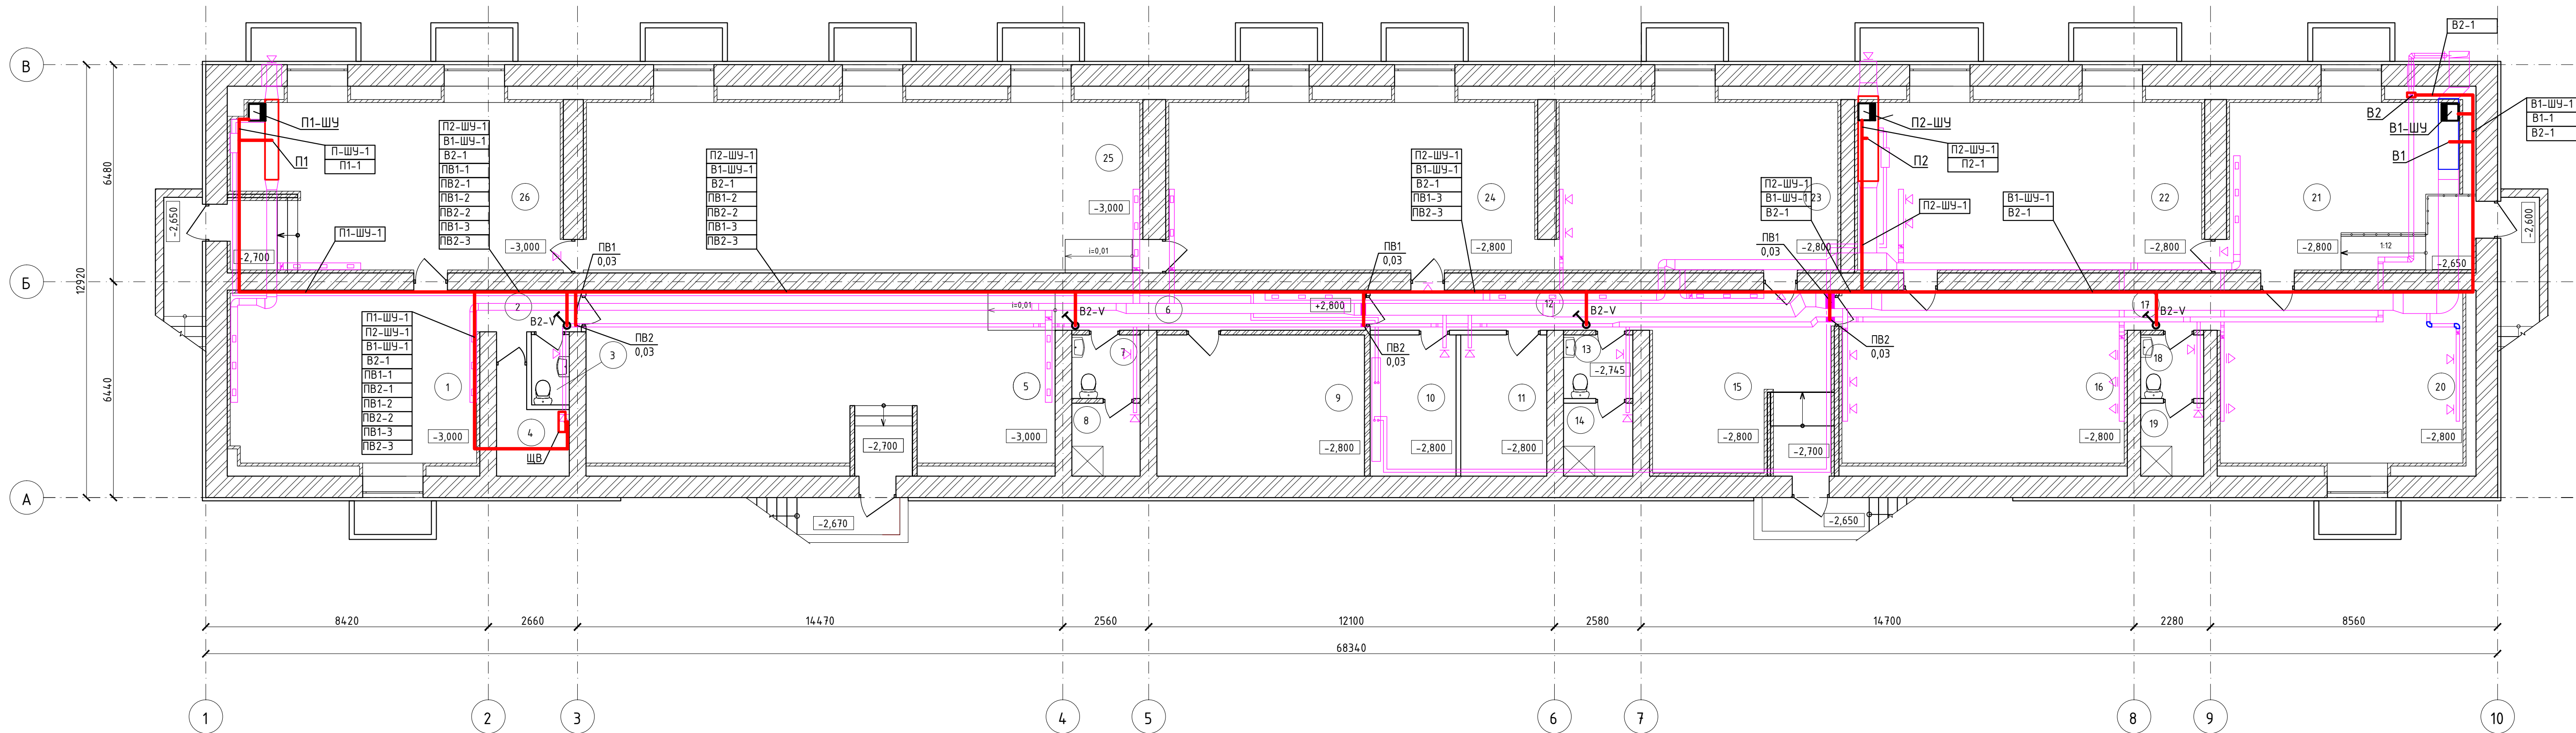 В2-1
В
П1-ШУ
П-ШУ-1
П1-1
П1
П2-ШУ-1
В1-ШУ-1
В2-1
ПВ1-1
ПВ2-1
ПВ1-2
ПВ2-2
ПВ1-3
ПВ2-3
26
-3,000
П2-ШУ-1
В1-ШУ-1
В2-1
ПВ1-2
ПВ2-2
ПВ1-3
ПВ2-3
25
-3,000
i=0,01
П2-ШУ-1
В1-ШУ-1
В2-1
ПВ1-3
ПВ2-3
24
-2,800
П2-ШУ-1
В1-ШУ-1
В2-1
23
-2,800
П2-ШУ
П2-ШУ-1
П2-1
П2
П2-ШУ-1
В1-ШУ-1
В2-1
22
-2,800
21
-2,800
В2
В1-ШУ
В1
В1-ШУ-1
В1-1
В2-1
1:12
-2,650
-2,600
6480
12920
6440
-2,650
-2,700
П1-ШУ-1
ПВ1
0,03
ПВ1
0,03
ПВ1
0,03
Б
2
В2-V
i=0,01
В2-V
6
+2,800
12
В2-V
17
В2-V
П1-ШУ-1
П2-ШУ-1
В1-ШУ-1
В2-1
ПВ1-1
ПВ2-1
ПВ1-2
ПВ2-2
ПВ1-3
ПВ2-3
ПВ2
0,03
ПВ2
0,03
ПВ2
0,03
1
-3,000
3
4
ЩВ
5
-3,000
-2,700
7
8
9
-2,800
10
-2,800
11
-2,800
13
-2,745
14
15
-2,800
-2,700
16
-2,800
18
19
20
-2,800
А
-2,670
-2,650
8420
2660
14470
2560
12100
2580
14700
2280
8560
68340
1
2
3
4
5
6
7
8
9
10